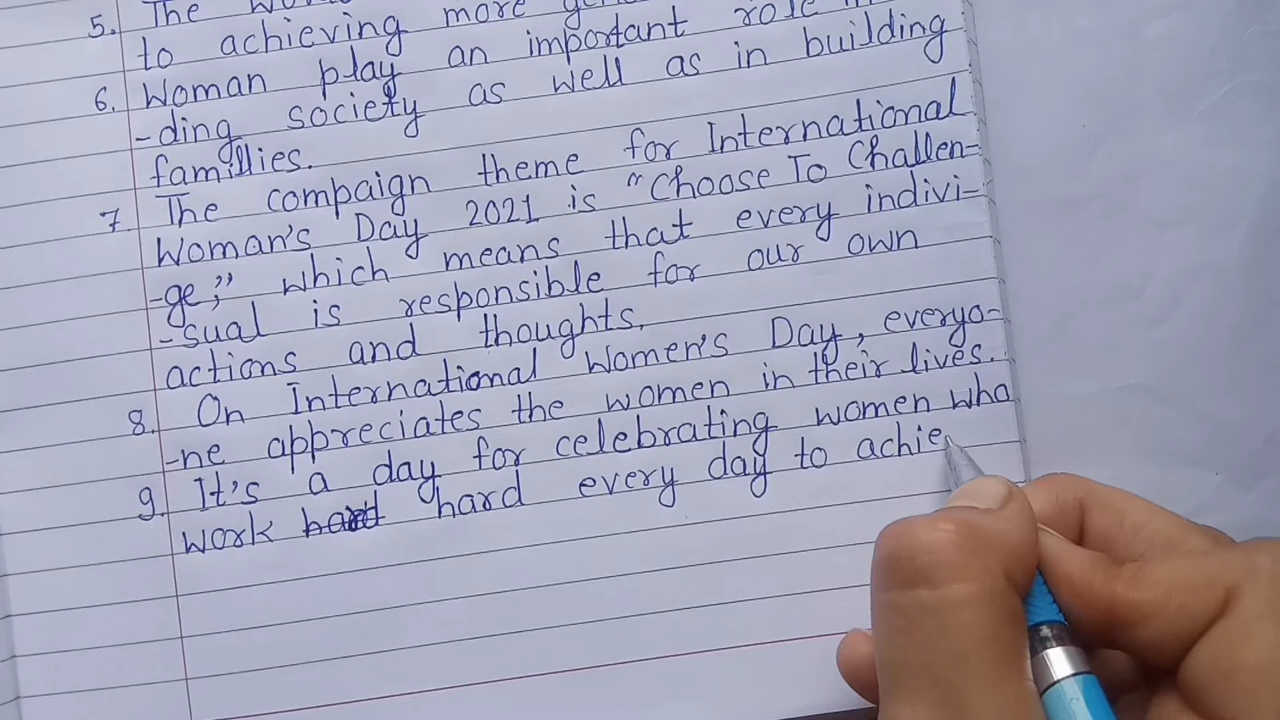 5. The
to achieving more
6. Woman play an important role
-ding society as well as in building
famillies.
7. The compaign theme for International
Woman's Day 2021 is "Choose To Challen-
-ge," which means that every indivi-
-sual is responsible for our own
actions and thoughts.
8. On International Women's Day, everyo-
-ne appreciates the women in their lives.
9. It's a day for celebrating women who
work hard every day to achie